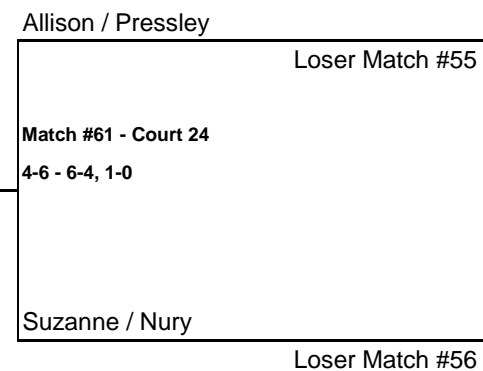 Allison / Pressley
Loser Match #55
Match #61 - Court 24
4-6 - 6-4, 1-0
Suzanne / Nury
Loser Match #56